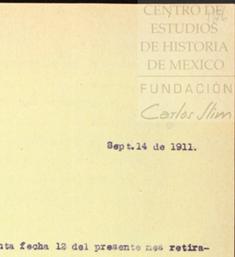 CENTRO DE
ESTUDIOS
DE HISTORIA
DE MEXICO
FUNDACIÓN
Carlos Slim
Sept.14 de 1911.
nta fecha 12 del presente nos retira-